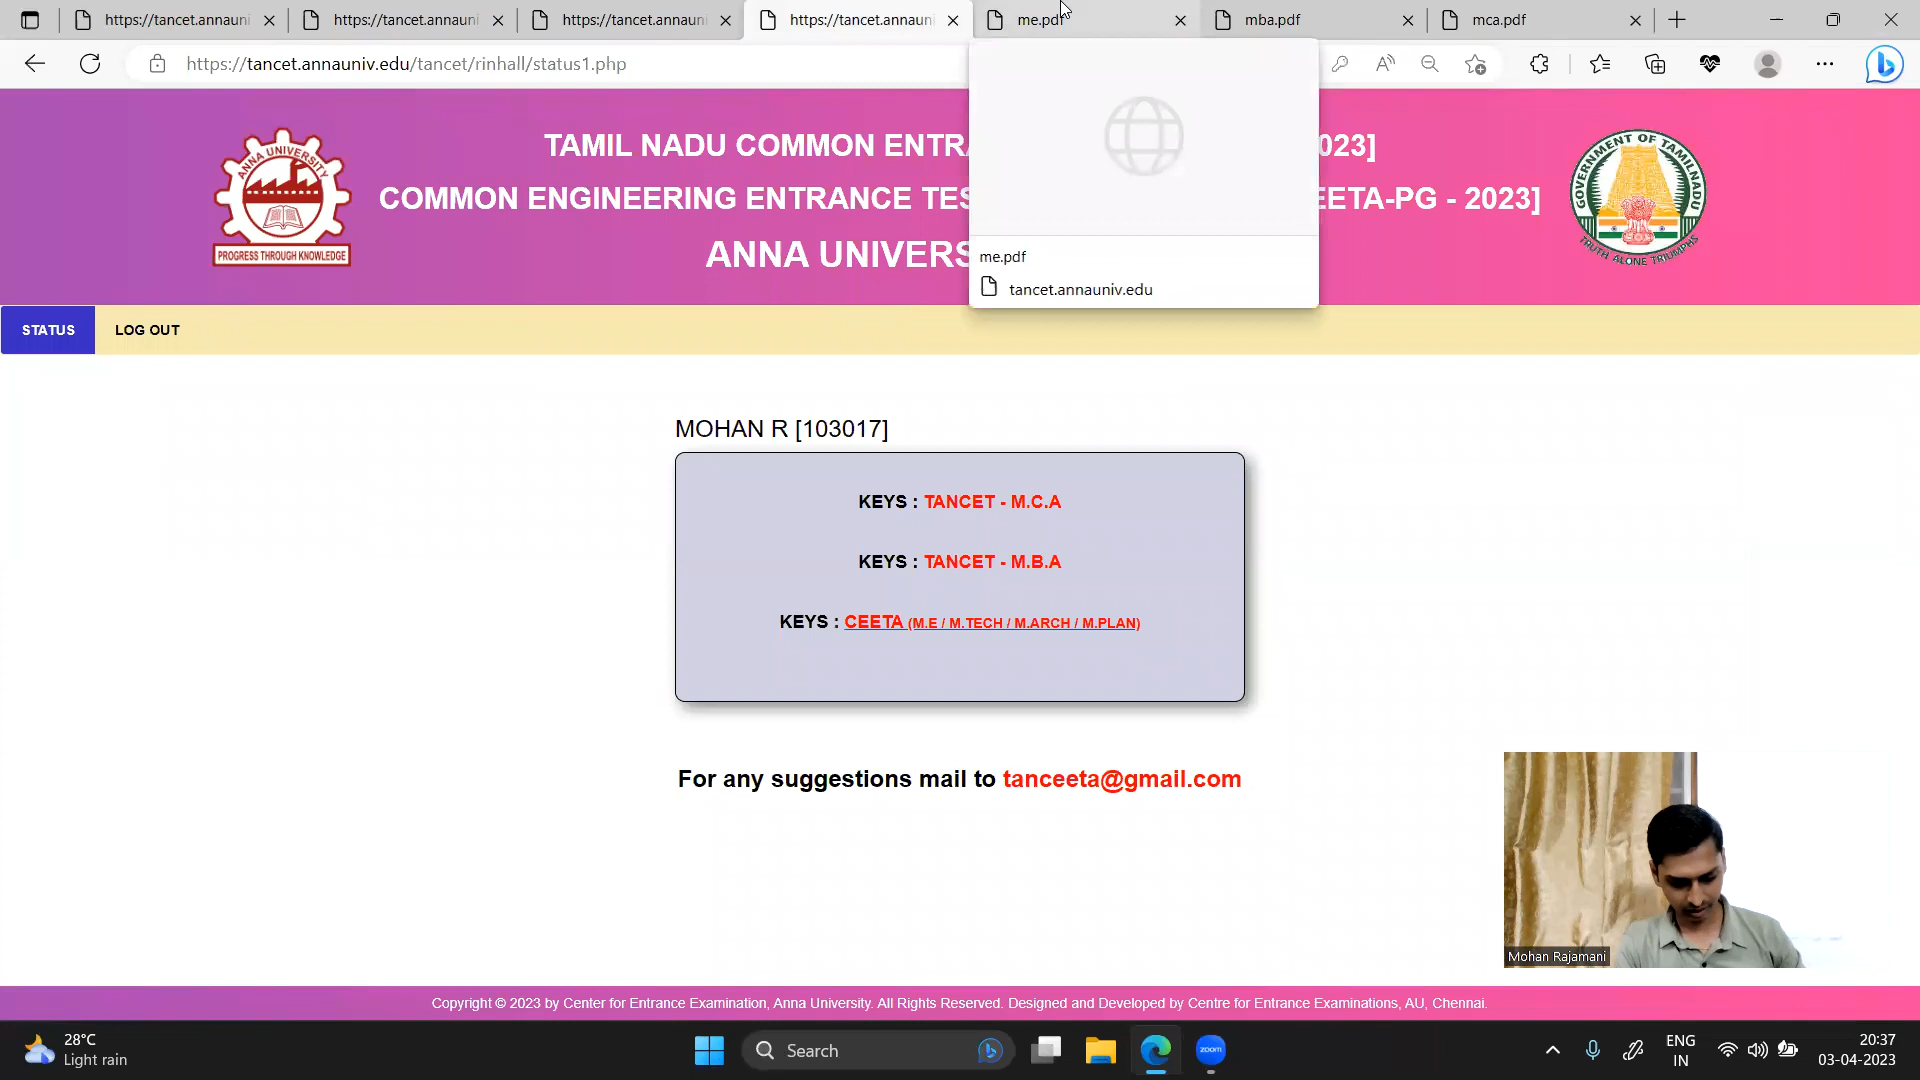 https://tancet.annauni
https://tancet.annauni
https://tancet.annauni
https://tancet.annauni
me.pdf
mba.pdf
mca.pdf
https://tancet.annauniv.edu/tancet/rinhall/status1.php
ANNA UNIVERSITY
PROGRESS THROUGH KNOWLEDGE
TAMIL NADU COMMON ENTRA
023]
COMMON ENGINEERING ENTRANCE TES
EETA-PG - 2023]
ANNA UNIVERS
GOVERNMENT OF TAMILNADU
TRUTH ALONE TRIUMPHS
me.pdf
tancet.annauniv.edu
STATUS
LOG OUT
MOHAN R [103017]
KEYS : TANCET - M.C.A
KEYS : TANCET - M.B.A
KEYS : CEETA (M.E / M.TECH / M.ARCH / M.PLAN)
For any suggestions mail to tanceeta@gmail.com
Mohan Rajamani
Copyright © 2023 by Center for Entrance Examination, Anna University. All Rights Reserved. Designed and Developed by Centre for Entrance Examinations, AU, Chennai.
28°C
Light rain
Search
zoom
ENG
IN
20:37
03-04-2023